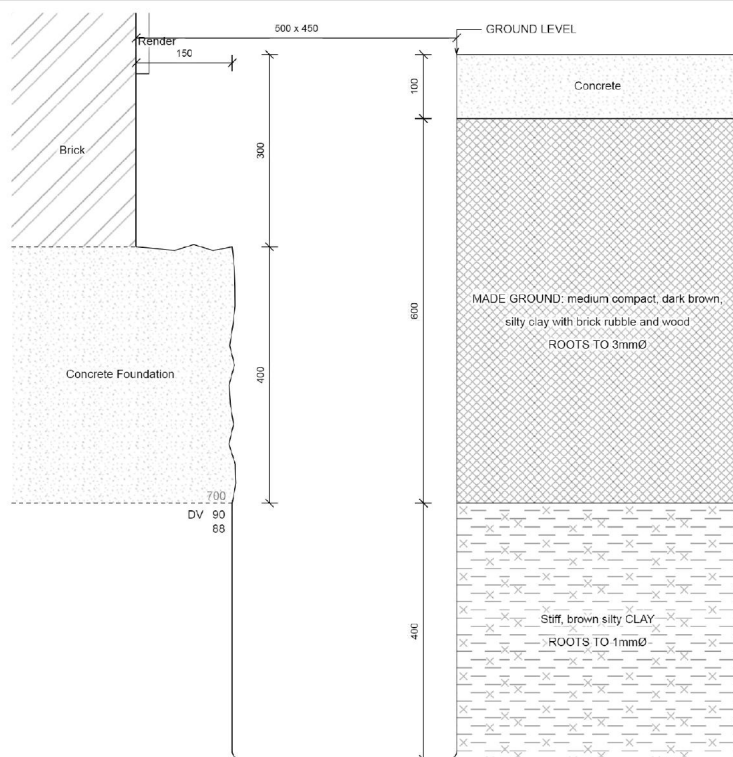 500 x 450
GROUND LEVEL
Render
150
100
Concrete
Brick
300
MADE GROUND: medium compact, dark brown,
silty clay with brick rubble and wood
ROOTS TO 3mmØ
600
Concrete Foundation
400
700
DV 90
88
Stiff, brown silty CLAY
ROOTS TO 1mmØ
400